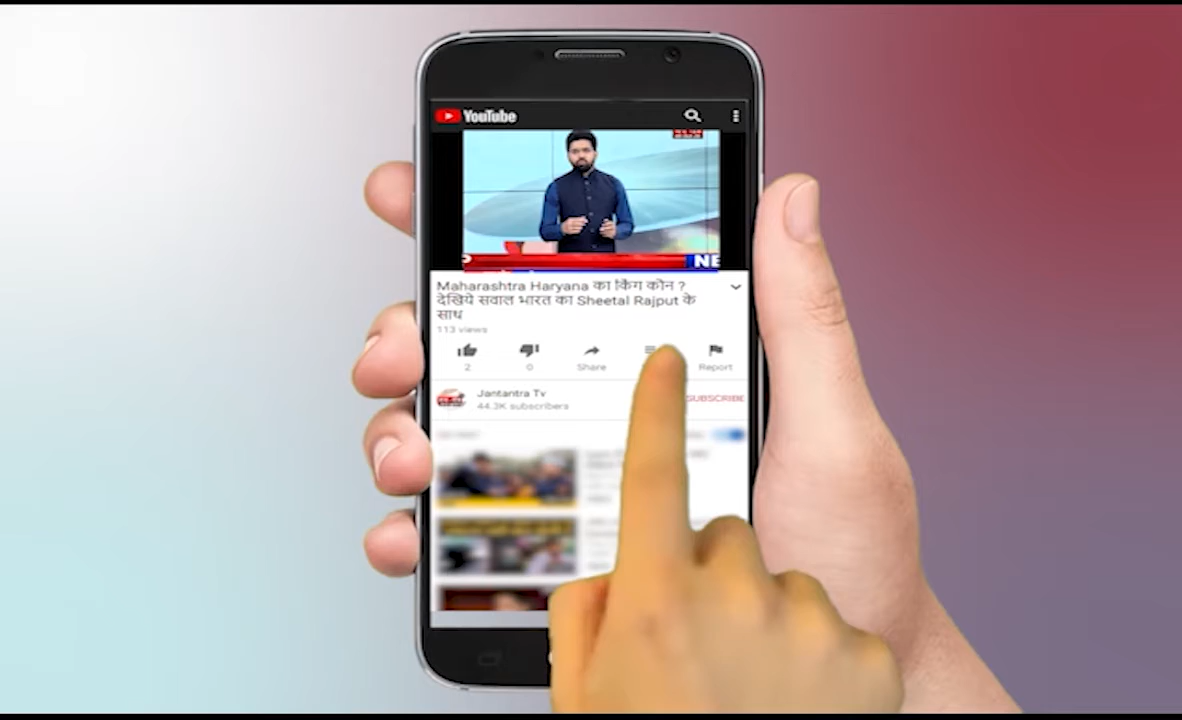 YouTube
NE
Maharashtra Haryana का किंग कौन ?
देखिये सवाल भारत का Sheetal Rajput के
साथ
113 views
2
0
Share
Report
Jantantra Tv
44.3K subscribers
SUBSCRIBE